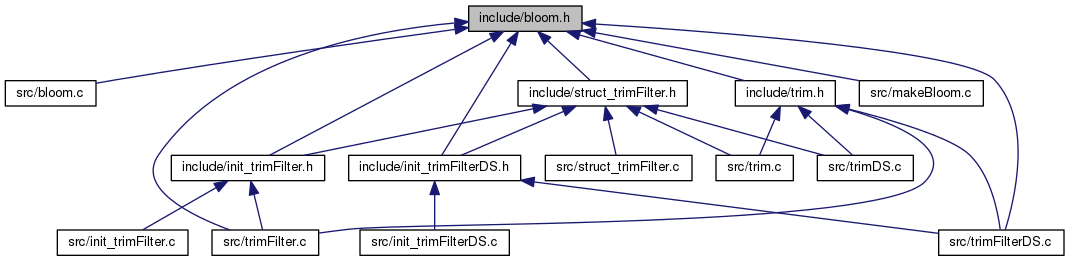 include/bloom.h
src/bloom.c
include/struct_trimFilter.h
include/trim.h
src/makeBloom.c
include/init_trimFilter.h
include/init_trimFilterDS.h
src/struct_trimFilter.c
src/trim.c
src/trimDS.c
src/init_trimFilter.c
src/trimFilter.c
src/init_trimFilterDS.c
src/trimFilterDS.c